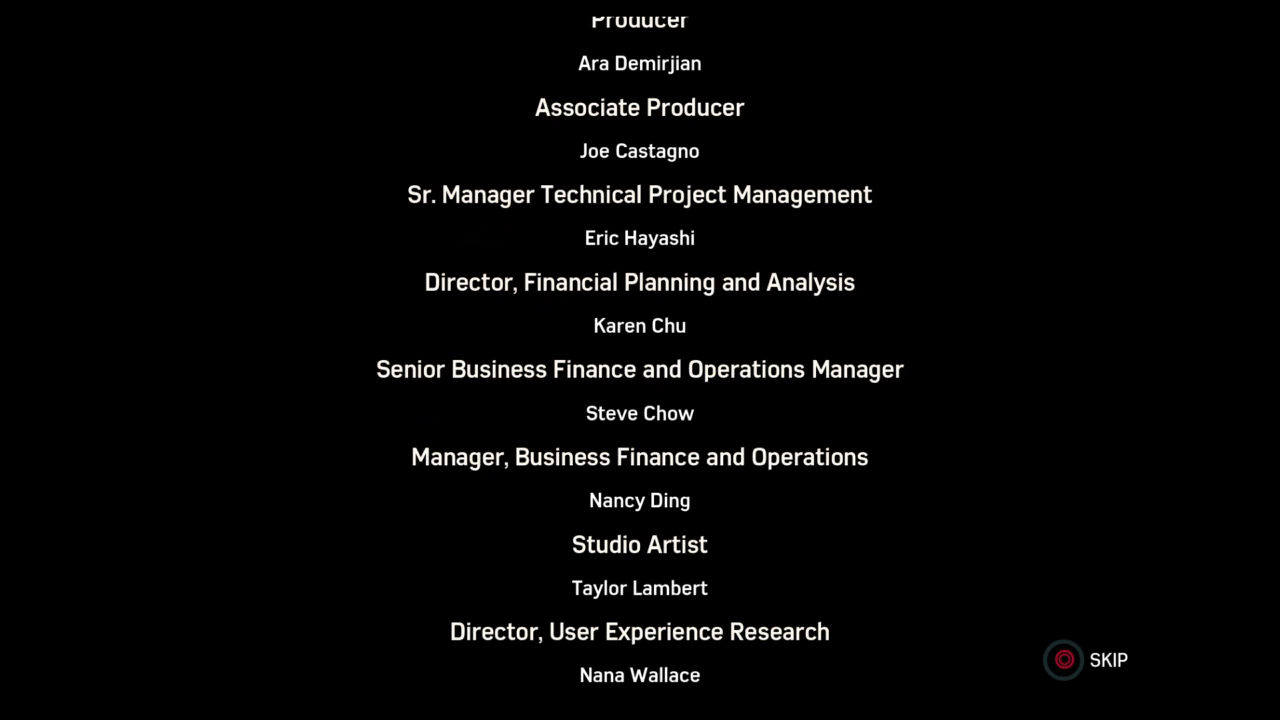 Producer
Ara Demirjian
Associate Producer
Joe Castagno
Sr. Manager Technical Project Management
Eric Hayashi
Director, Financial Planning and Analysis
Karen Chu
Senior Business Finance and Operations Manager
Steve Chow
Manager, Business Finance and Operations
Nancy Ding
Studio Artist
Taylor Lambert
Director, User Experience Research
Nana Wallace
SKIP